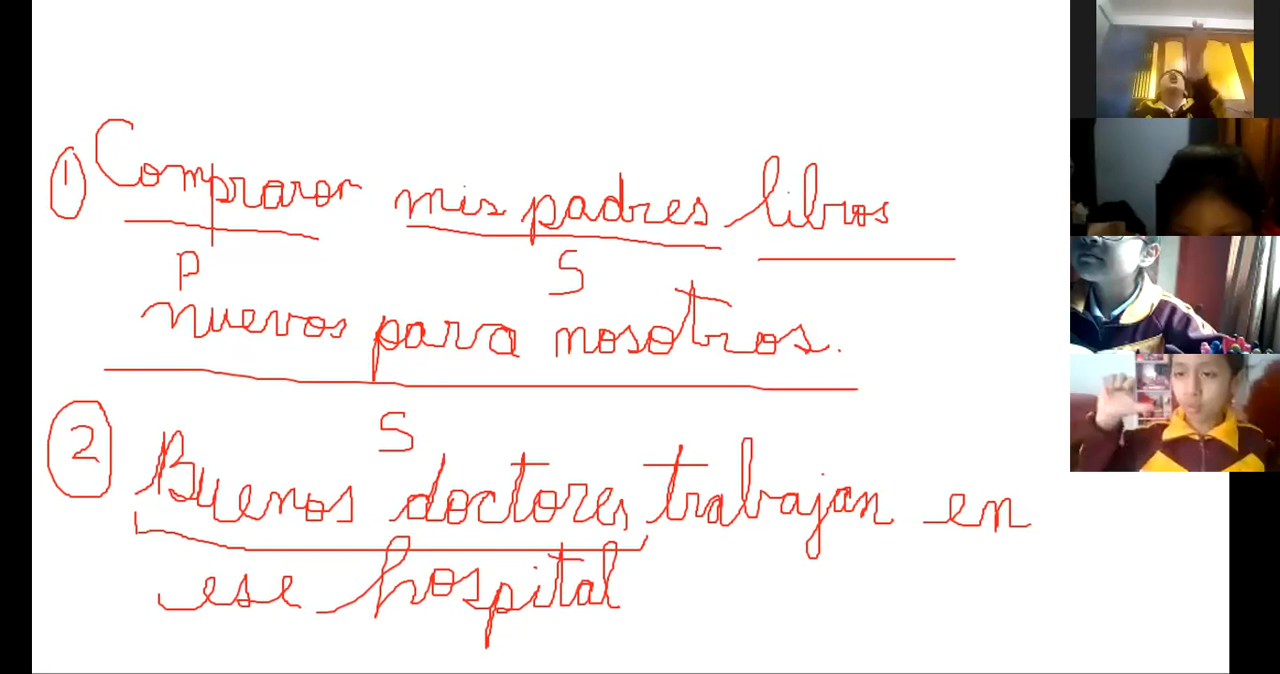 1 Compraron mis padres libros
P S
nuevos para nosotros.
S
2 Buenos doctores trabajan en
ese hospital